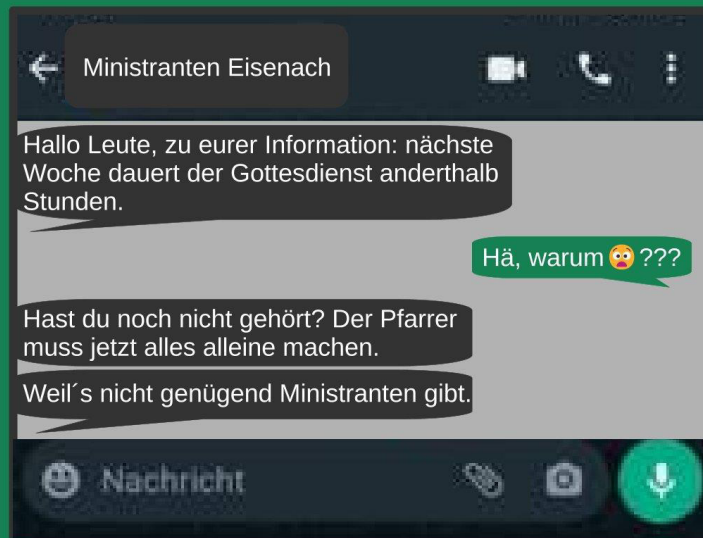 Ministranten Eisenach
Hallo Leute, zu eurer Information: nächste
Woche dauert der Gottesdienst anderthalb
Stunden.
Hä, warum😨???
Hast du noch nicht gehört? Der Pfarrer
muss jetzt alles alleine machen.
Weil´s nicht genügend Ministranten gibt.
Nachricht